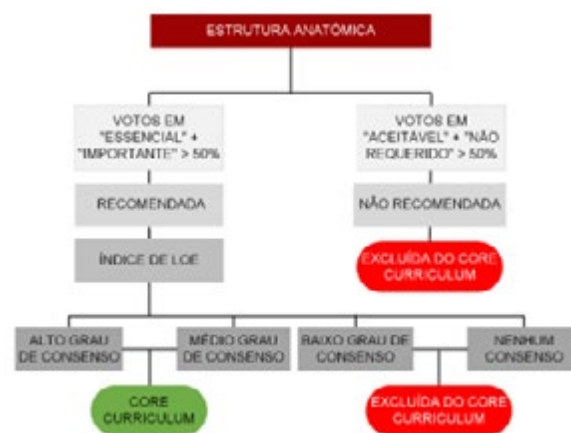 ESTRUTURA ANATÔMICA
VOTOS EM
"ESSENCIAL" +
"IMPORTANTE" > 50%
VOTOS EM
"ACEITÁVEL" + "NÃO
REQUERIDO" > 50%
RECOMENDADA
NÃO RECOMENDADA
ÍNDICE DE LOE
EXCLUÍDA DO CORE
CURRICULUM
ALTO GRAU
DE CONSENSO
MÉDIO GRAU
DE CONSENSO
BAIXO GRAU DE
CONSENSO
NENHUM
CONSENSO
CORE
CURRICULUM
EXCLUÍDA DO CORE
CURRICULUM